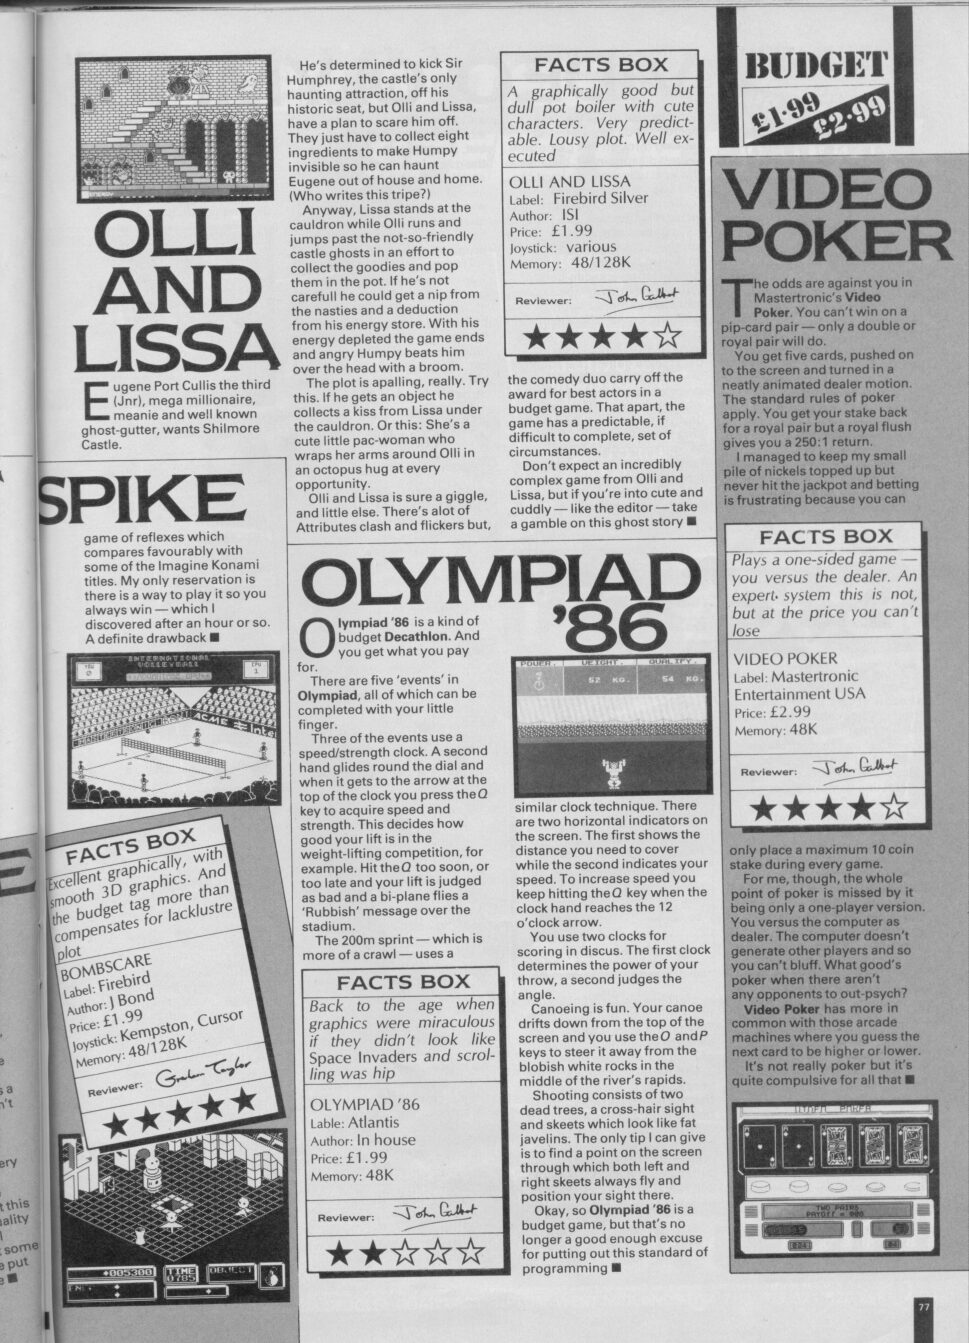 OLLI
AND
LISSA
Eugene Port Cullis the third
(Jnr), mega millionaire,
meanie and well known
ghost-gutter, wants Shilmore
Castle.
He's determined to kick Sir
Humphrey, the castle's only
haunting attraction, off his
historic seat, but Olli and Lissa,
have a plan to scare him off.
They just have to collect eight
ingredients to make Humpy
invisible so he can haunt
Eugene out of house and home.
(Who writes this tripe?)
Anyway, Lissa stands at the
cauldron while Olli runs and
jumps past the not-so-friendly
castle ghosts in an effort to
collect the goodies and pop
them in the pot. If he's not
carefull he could get a nip from
the nasties and a deduction
from his energy store. With his
energy depleted the game ends
and angry Humpy beats him
over the head with a broom.
The plot is apalling, really. Try
this. If he gets an object he
collects a kiss from Lissa under
the cauldron. Or this: She's a
cute little pac-woman who
wraps her arms around Olli in
an octopus hug at every
opportunity.
Olli and Lissa is sure a giggle,
and little else. There's alot of
Attributes clash and flickers but,
FACTS BOX
A graphically good but
dull pot boiler with cute
characters. Very predict-
able. Lousy plot. Well ex-
ecuted
OLLI AND LISSA
Label: Firebird Silver
Author: ISI
Price: £1.99
Joystick: various
Memory: 48/128K
Reviewer: John Gilbert
the comedy duo carry off the
award for best actors in a
budget game. That apart, the
game has a predictable, if
difficult to complete, set of
circumstances.
Don't expect an incredibly
complex game from Olli and
Lissa, but if you're into cute and
cuddly — like the editor — take
a gamble on this ghost story ■
SPIKE
game of reflexes which
compares favourably with
some of the Imagine Konami
titles. My only reservation is
there is a way to play it so you
always win — which I
discovered after an hour or so.
A definite drawback ■
YOU
0
INTERNATIONAL
VOLLEYBALL
CPU
1
ACME
Inter
FACTS BOX
Excellent graphically, with
smooth 3D graphics. And
the budget tag more than
compensates for lacklustre
plot
BOMBSCARE
Label: Firebird
Author: J Bond
Price: £1.99
Joystick: Kempston, Cursor
Memory: 48/128K
Reviewer: Graham Taylor
+005300
TIME
0785
OBJECT
OLYMPIAD
'86
Olympiad '86 is a kind of
budget Decathlon. And
you get what you pay
for.
There are five 'events' in
Olympiad, all of which can be
completed with your little
finger.
Three of the events use a
speed/strength clock. A second
hand glides round the dial and
when it gets to the arrow at the
top of the clock you press the Q
key to acquire speed and
strength. This decides how
good your lift is in the
weight-lifting competition, for
example. Hit the Q too soon, or
too late and your lift is judged
as bad and a bi-plane flies a
'Rubbish' message over the
stadium.
The 200m sprint — which is
more of a crawl — uses a
FACTS BOX
Back to the age when
graphics were miraculous
if they didn't look like
Space Invaders and scrol-
ling was hip
OLYMPIAD '86
Lable: Atlantis
Author: In house
Price: £1.99
Memory: 48K
Reviewer: John Gilbert
POWER.
WEIGHT.
QUALIFY.
52 KG.
54 KG.
similar clock technique. There
are two horizontal indicators on
the screen. The first shows the
distance you need to cover
while the second indicates your
speed. To increase speed you
keep hitting the Q key when the
clock hand reaches the 12
o'clock arrow.
You use two clocks for
scoring in discus. The first clock
determines the power of your
throw, a second judges the
angle.
Canoeing is fun. Your canoe
drifts down from the top of the
screen and you use the O and P
keys to steer it away from the
blobish white rocks in the
middle of the river's rapids.
Shooting consists of two
dead trees, a cross-hair sight
and skeets which look like fat
javelins. The only tip I can give
is to find a point on the screen
through which both left and
right skeets always fly and
position your sight there.
Okay, so Olympiad '86 is a
budget game, but that's no
longer a good enough excuse
for putting out this standard of
programming ■
BUDGET
£1·99
£2·99
VIDEO
POKER
The odds are against you in
Mastertronic's Video
Poker. You can't win on a
pip-card pair — only a double or
royal pair will do.
You get five cards, pushed on
to the screen and turned in a
neatly animated dealer motion.
The standard rules of poker
apply. You get your stake back
for a royal pair but a royal flush
gives you a 250:1 return.
I managed to keep my small
pile of nickels topped up but
never hit the jackpot and betting
is frustrating because you can
FACTS BOX
Plays a one-sided game —
you versus the dealer. An
expert system this is not,
but at the price you can't
lose
VIDEO POKER
Label: Mastertronic
Entertainment USA
Price: £2.99
Memory: 48K
Reviewer: John Gilbert
only place a maximum 10 coin
stake during every game.
For me, though, the whole
point of poker is missed by it
being only a one-player version.
You versus the computer as
dealer. The computer doesn't
generate other players and so
you can't bluff. What good's
poker when there aren't
any opponents to out-psych?
Video Poker has more in
common with those arcade
machines where you guess the
next card to be higher or lower.
It's not really poker but it's
quite compulsive for all that ■
VIDEO POKER
TWO PAIRS
77